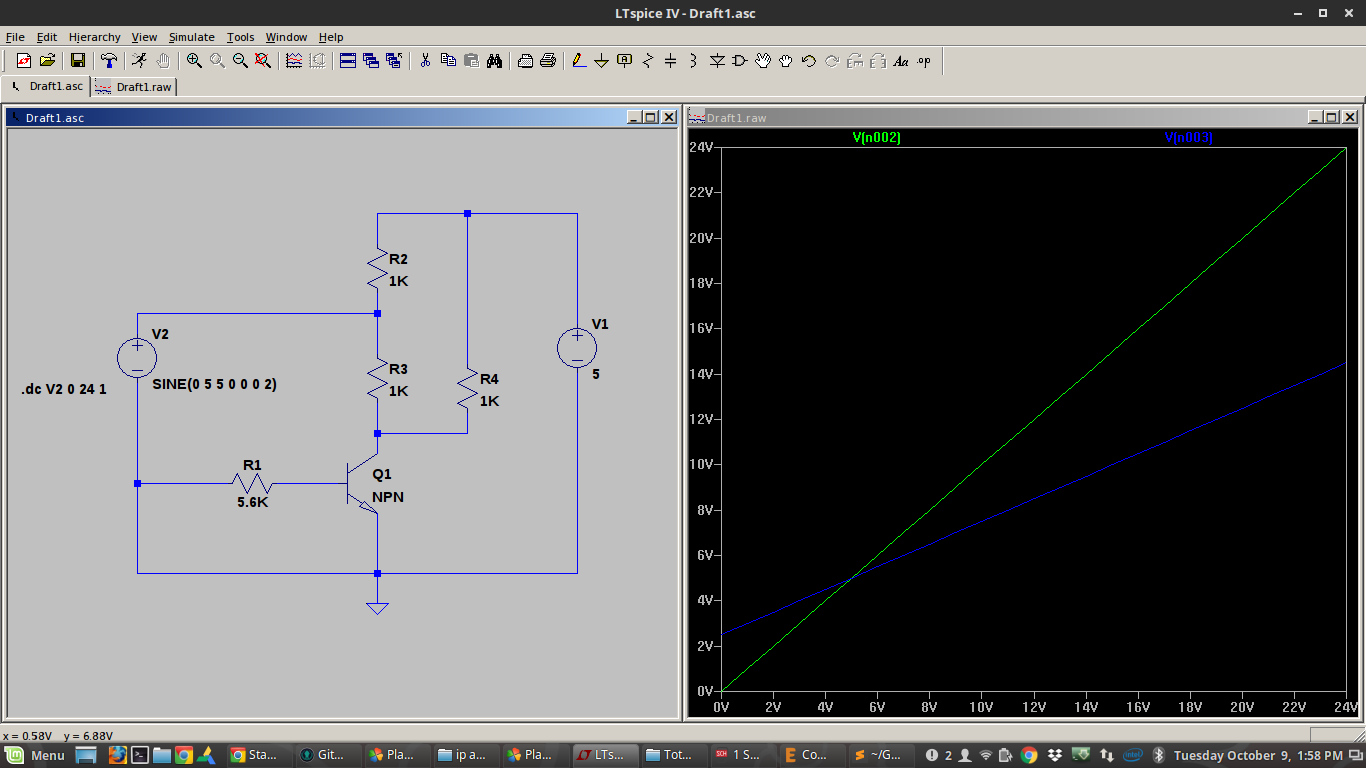 LTspice IV - Draft1.asc
File Edit Hierarchy View Simulate Tools Window Help
Draft1.asc Draft1.raw
Draft1.asc
R2
1K
V2
SINE(0 5 5 0 0 0 2)
.dc V2 0 24 1
R3
1K
R4
1K
V1
5
R1
5.6K
Q1
NPN
Draft1.raw
V(n002) V(n003)
24V
22V
20V
18V
16V
14V
12V
10V
8V
6V
4V
2V
0V
0V 2V 4V 6V 8V 10V 12V 14V 16V 18V 20V 22V 24V
x = 0.58V y = 6.88V
Menu Sta... Git... Pla... ip a... Pla... LTs... Tot... 1 S... Co... ~/G... 2 Tuesday October 9, 1:58 PM